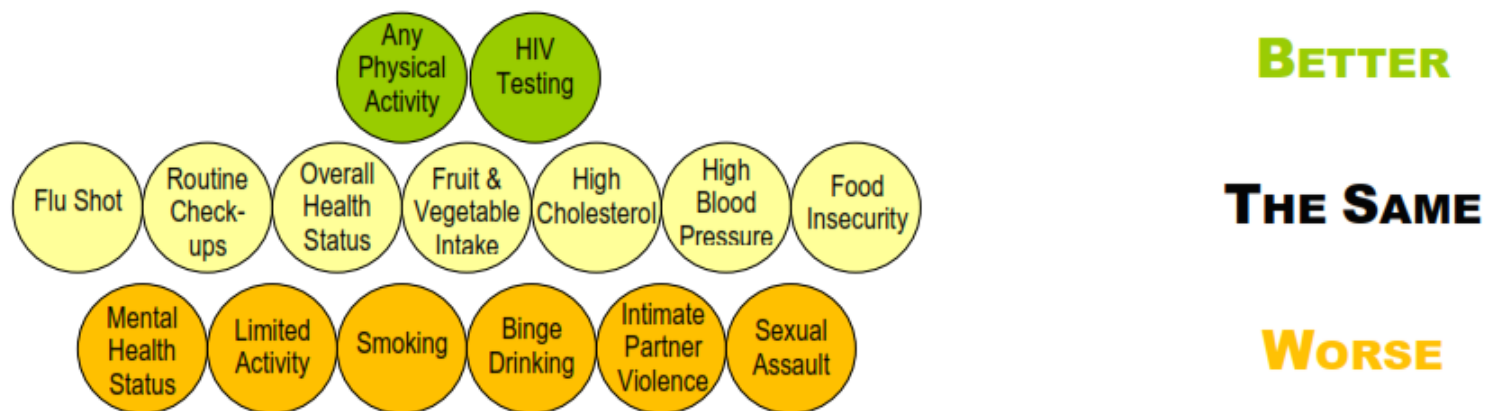 Any
Physical
Activity
HIV
Testing
BETTER
Flu Shot
Routine
Check-
ups
Overall
Health
Status
Fruit &
Vegetable
Intake
High
Cholesterol
High
Blood
Pressure
Food
Insecurity
THE SAME
Mental
Health
Status
Limited
Activity
Smoking
Binge
Drinking
Intimate
Partner
Violence
Sexual
Assault
WORSE